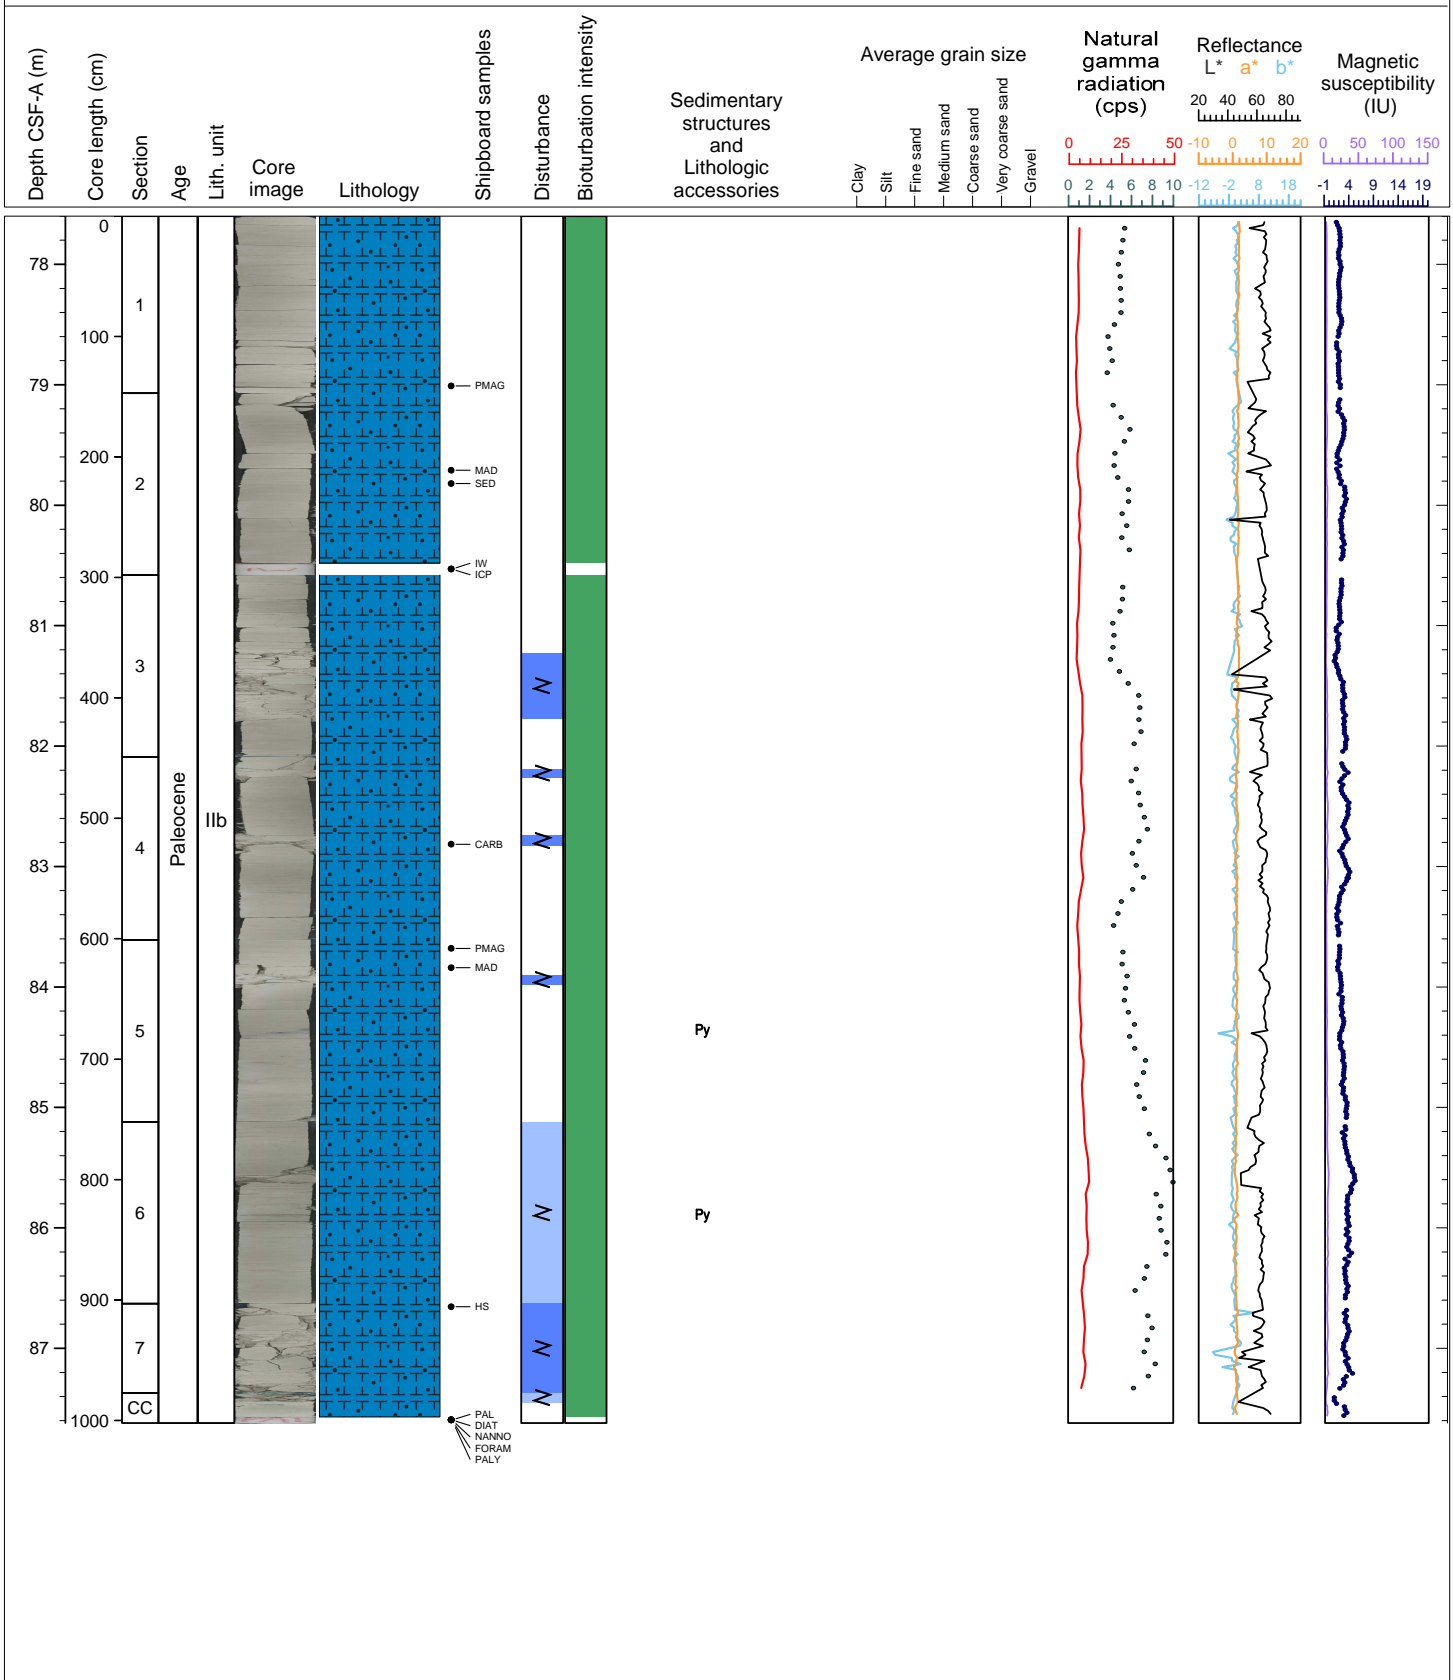 Depth CSF-A (m)
Core length (cm)
Section
Age
Lith. unit
Core
image
Lithology
Shipboard samples
Disturbance
Bioturbation intensity
Sedimentary
structures
and
Lithologic
accessories
Average grain size
Clay
Silt
Fine sand
Medium sand
Coarse sand
Very coarse sand
Gravel
Natural
gamma
radiation
(cps)
0 25 50
0 2 4 6 8 10
Reflectance
L* a* b*
20 40 60 80
-10 0 10 20
-12 -2 8 18
Magnetic
susceptibility
(IU)
0 50 100 150
-1 4 9 14 19
0
78
1
100
79
PMAG
200
MAD
2
SED
80
IW
300
ICP
81
3
400
82
Paleocene
IIb
500
4
CARB
83
600
PMAG
MAD
84
5
Py
700
85
800
6
Py
86
900
HS
7
87
CC
1000
PAL
DIAT
NANNO
FORAM
PALY